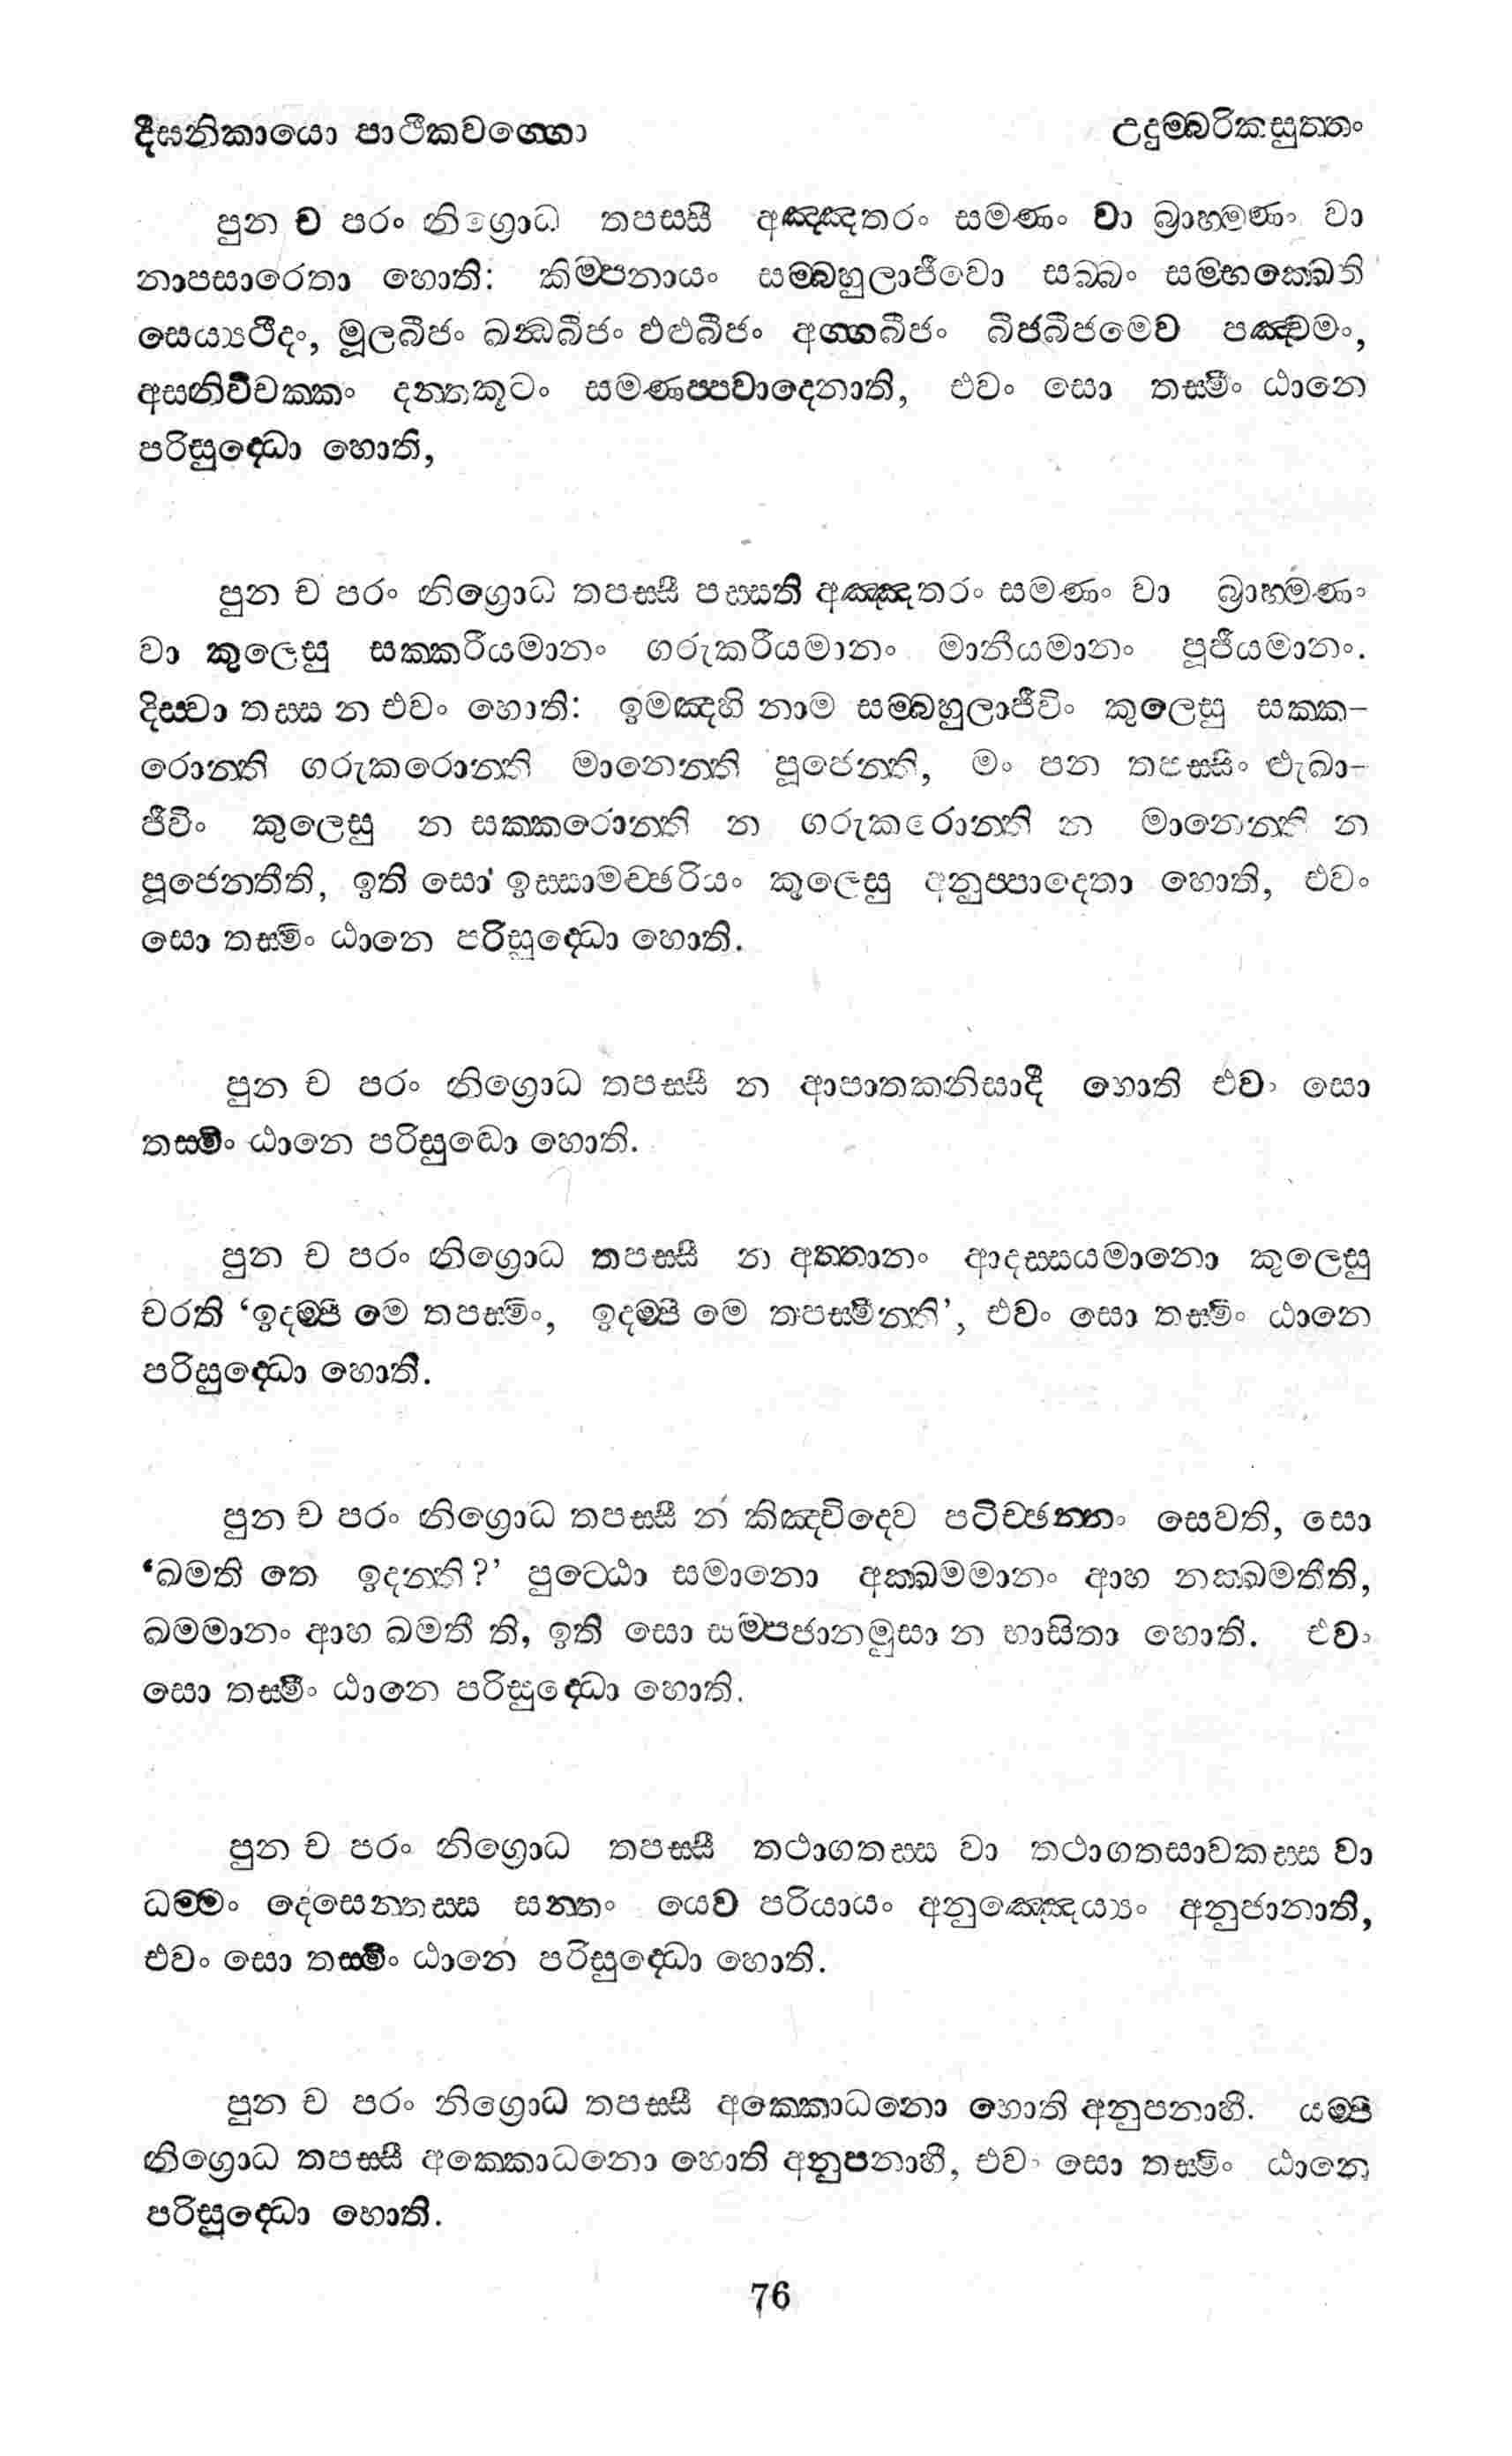 දීඝනිකායො පාථිකවග්ගො
උදුම්බරිකසුත්තං
පුන ච පරං නිග්‍රොධ තපස්සී අඤ්ඤතරං සමණං වා බ්‍රාහ්මණං වා
නාපසාරෙතා හොති: කිම්පනායං සම්බහුලාජීවො සබ්බං සම්භක්ඛෙති
සෙය්‍යථීදං, මූලබීජං ඛන්ධබීජං ඵළුබීජං අග්ගබීජං බිජබීජමෙව පඤ්චමං,
අසනිවිචක්කං දන්තකූටං සමණප්පවාදෙනාති, එවං සො තස්මිං ඨානෙ
පරිසුද්ධො හොති,
පුන ච පරං නිග්‍රොධ තපස්සී පස්සති අඤ්ඤතරං සමණං වා බ්‍රාහ්මණං
වා කුලෙසු සක්කරීයමානං ගරුකරීයමානං මානීයමානං පූජීයමානං.
දිස්වා තස්ස න එවං හොති: ඉමඤ්හි නාම සම්බහුලාජීවිං කුලෙසු සක්ක-
රොන්ති ගරුකරොන්ති මානෙන්ති පූජෙන්ති, මං පන තපස්සිං ළුඛා-
ජීවිං කුලෙසු න සක්කරොන්ති න ගරුකරොන්ති න මානෙන්ති න
පූජෙන්තීති, ඉති සො ඉස්සාමච්ඡරියං කුලෙසු අනුප්පාදෙතා හොති, එවං
සො තස්මිං ඨානෙ පරිසුද්ධො හොති.
පුන ච පරං නිග්‍රොධ තපස්සී න ආපාතකනිසාදී හොති එවං සො
තස්මිං ඨානෙ පරිසුද්ධො හොති.
පුන ච පරං නිග්‍රොධ තපස්සී න අත්තානං ආදස්සයමානො කුලෙසු
චරති ‘ඉදම්පි මෙ තපස්මිං, ඉදම්පි මෙ තපස්මින්ති’, එවං සො තස්මිං ඨානෙ
පරිසුද්ධො හොති.
පුන ච පරං නිග්‍රොධ තපස්සී න කිඤ්චිදෙව පටිච්ඡන්නං සෙවති, සො
‘ඛමති තෙ ඉදන්ති?’ පුට්ඨො සමානො අක්ඛමමානං ආහ නක්ඛමතීති,
ඛමමානං ආහ ඛමතී ති, ඉති සො සම්පජානමුසා න භාසිතා හොති. එවං
සො තස්මිං ඨානෙ පරිසුද්ධො හොති.
පුන ච පරං නිග්‍රොධ තපස්සී තථාගතස්ස වා තථාගතසාවකස්ස වා
ධම්මං දෙසෙන්තස්ස සන්තං යෙව පරියායං අනුඤ්ඤෙය්‍යං අනුජානාති,
එවං සො තස්මිං ඨානෙ පරිසුද්ධො හොති.
පුන ච පරං නිග්‍රොධ තපස්සී අක්කොධනො හොති අනුපනාහී. යම්පි
නිග්‍රොධ තපස්සී අක්කොධනො හොති අනුපනාහී, එවං සො තස්මිං ඨානෙ
පරිසුද්ධො හොති.
76